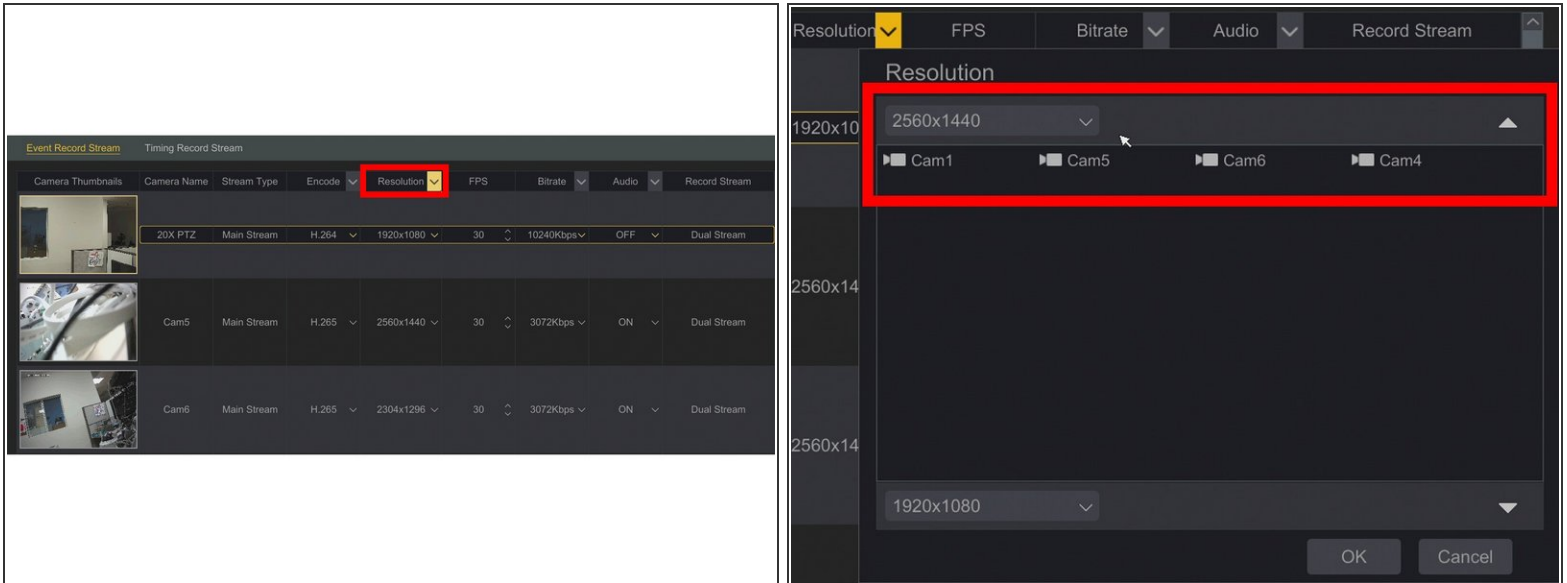 Event Record Stream Timing Record Stream
Camera Thumbnails Camera Name Stream Type Encode Resolution FPS Bitrate Audio Record Stream
20X PTZ Main Stream H.264 1920x1080 30 10240Kbps OFF Dual Stream
Cam5 Main Stream H.265 2560x1440 30 3072Kbps ON Dual Stream
Cam6 Main Stream H.265 2304x1296 30 3072Kbps ON Dual Stream
Resolution FPS Bitrate Audio Record Stream
Resolution
2560x1440
1920x10
Cam1 Cam5 Cam6 Cam4
2560x14
2560x14
1920x1080
OK Cancel